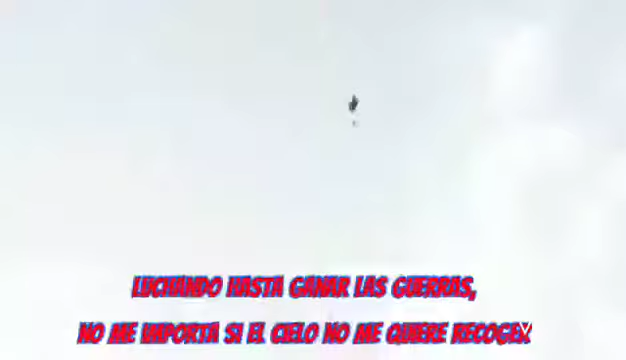 LUCHANDO HASTA GANAR LAS GUERRAS,
NO ME IMPORTA SI EL CIELO NO ME QUIERE RECOGER